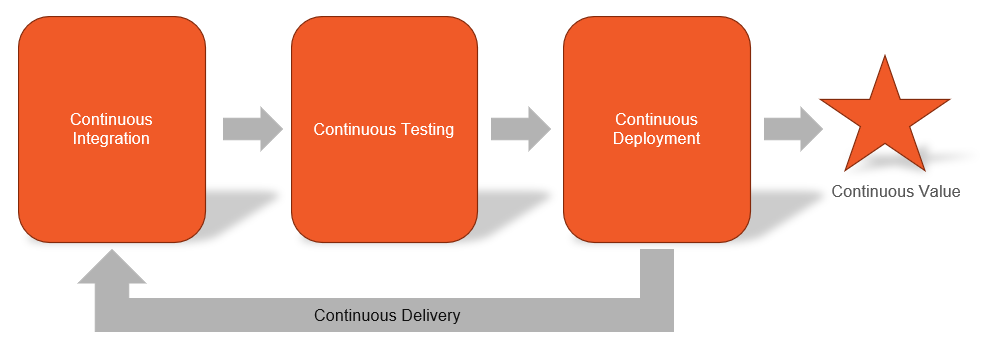 Continuous
Integration
Continuous Testing
Continuous
Deployment
Continuous Value
Continuous Delivery